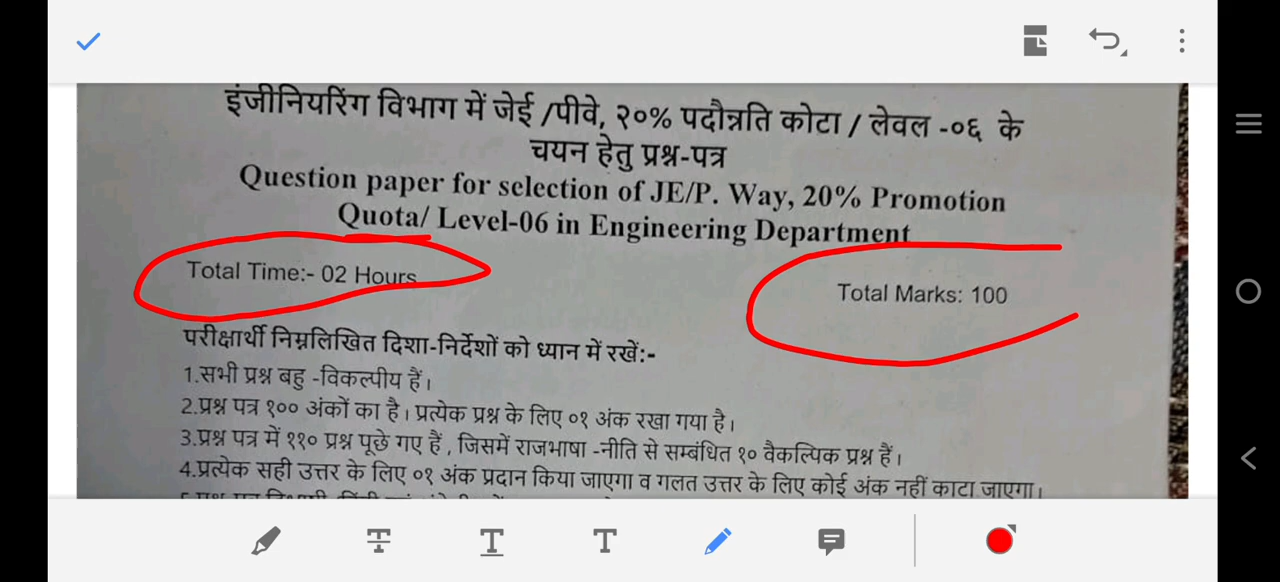 इंजीनियरिंग विभाग में जेई /पीवे, २०% पदौन्नति कोटा / लेवल -०६ के
चयन हेतु प्रश्न-पत्र
Question paper for selection of JE/P. Way, 20% Promotion
Quota/ Level-06 in Engineering Department
Total Time:- 02 Hours
Total Marks: 100
परीक्षार्थी निम्नलिखित दिशा-निर्देशों को ध्यान में रखें:-
1.सभी प्रश्न बहु -विकल्पीय हैं।
2.प्रश्न पत्र १०० अंकों का है। प्रत्येक प्रश्न के लिए ०१ अंक रखा गया है।
3.प्रश्न पत्र में ११० प्रश्न पूछे गए हैं , जिसमें राजभाषा -नीति से सम्बंधित १० वैकल्पिक प्रश्न हैं।
4.प्रत्येक सही उत्तर के लिए ०१ अंक प्रदान किया जाएगा व गलत उत्तर के लिए कोई अंक नहीं काटा जाएगा।